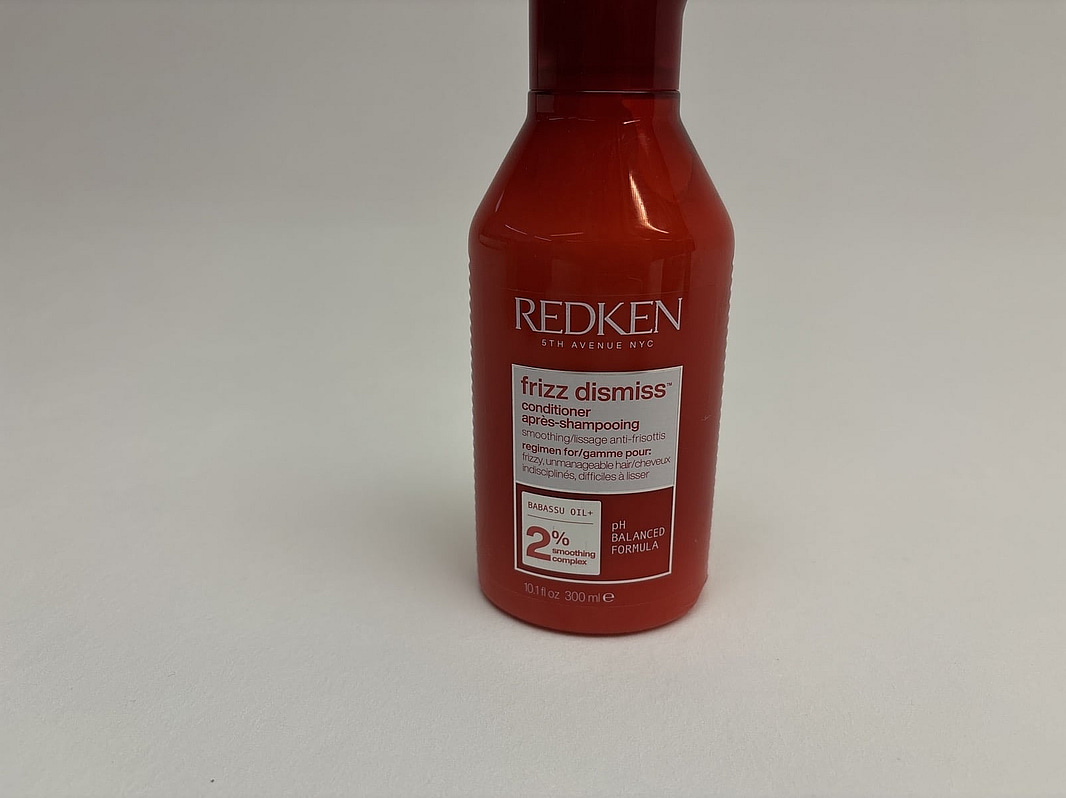 REDKEN
5TH AVENUE NYC
frizz dismiss™
conditioner
après-shampooing
smoothing/lissage anti-frisottis
regimen for/gamme pour:
frizzy, unmanageable hair/cheveux
indisciplinés, difficiles à lisser
BABASSU OIL+
2%
smoothing
complex
pH
BALANCED
FORMULA
10.1 fl oz 300 ml ℮